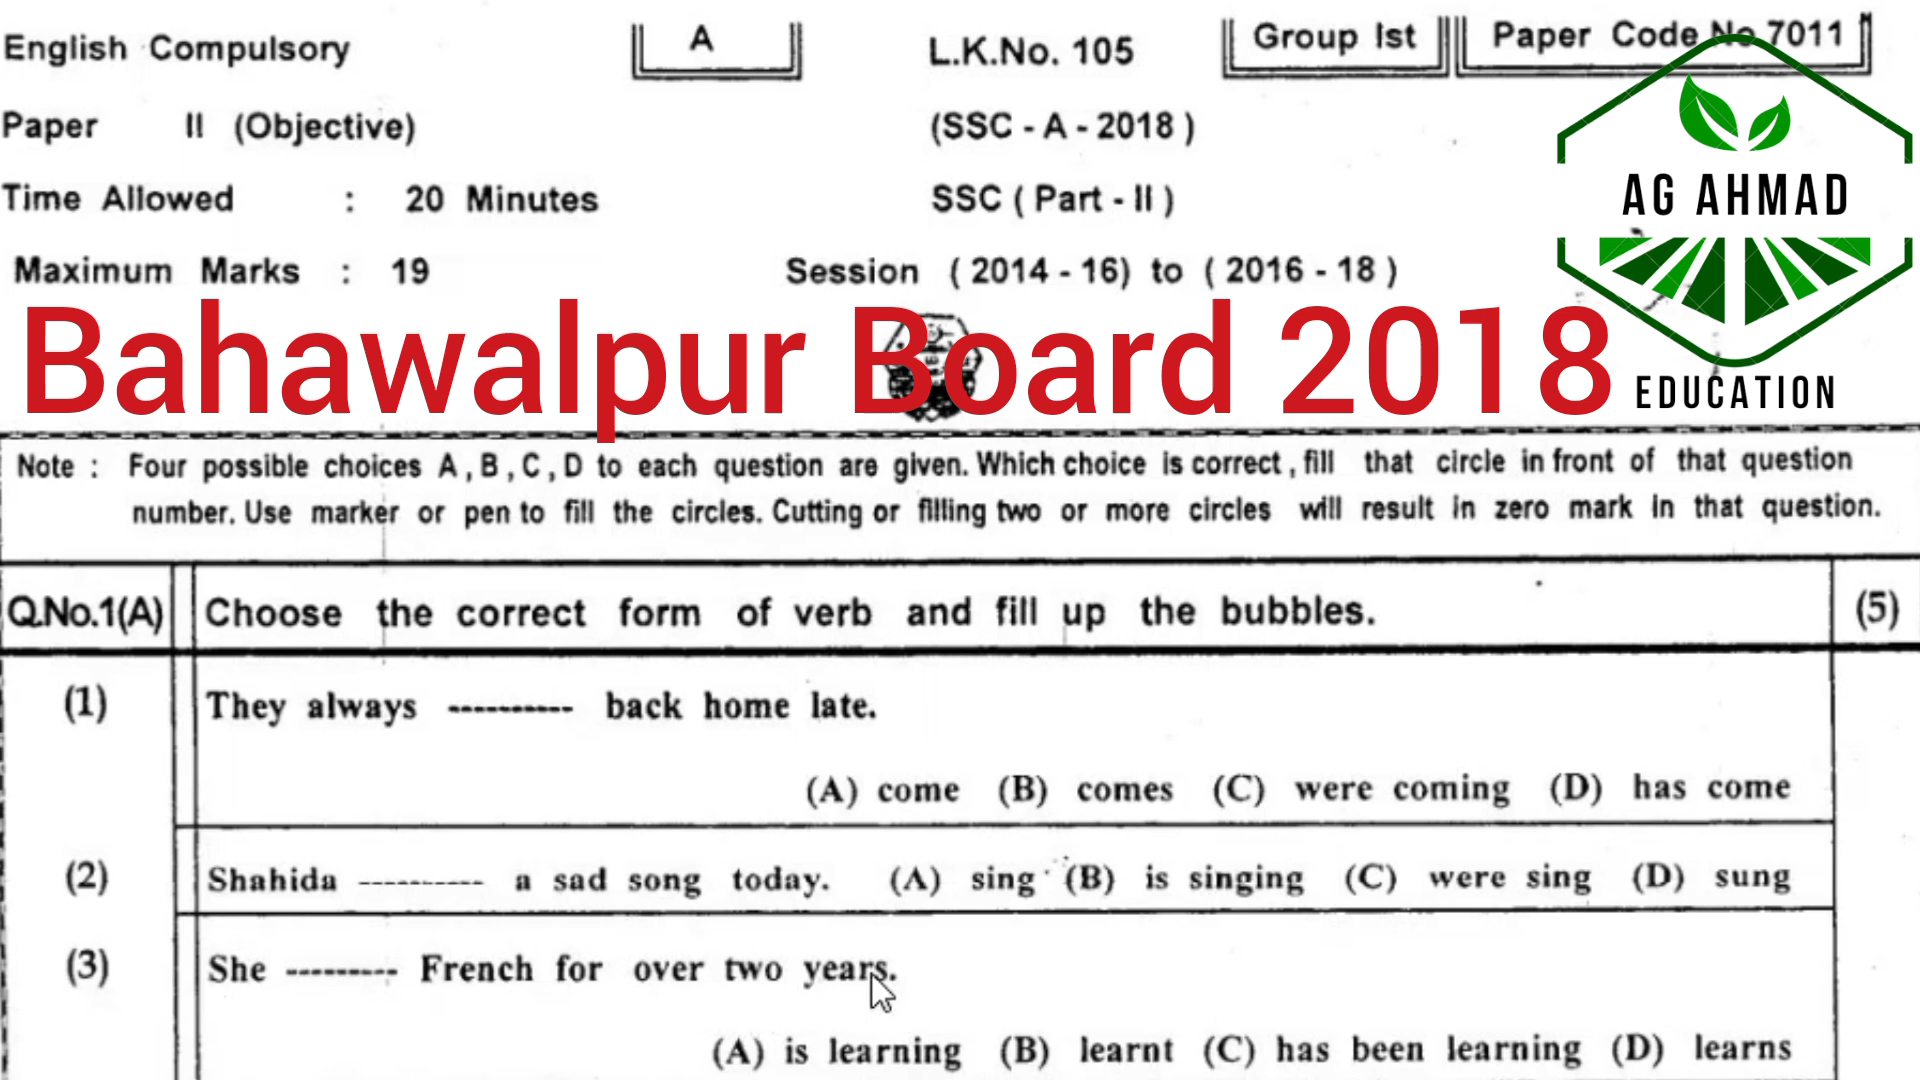 English Compulsory
A
L.K.No. 105
Group Ist
Paper Code No 7011
Paper II (Objective)
(SSC - A - 2018 )
Time Allowed : 20 Minutes
SSC ( Part - II )
Maximum Marks : 19
Session ( 2014 - 16) to ( 2016 - 18 )
AG AHMAD
EDUCATION
Bahawalpur Board 2018
Note : Four possible choices A , B , C , D to each question are given. Which choice is correct , fill that circle in front of that question
number. Use marker or pen to fill the circles. Cutting or filling two or more circles will result in zero mark in that question.
Q.No.1(A) Choose the correct form of verb and fill up the bubbles. (5)
(1) They always ---------- back home late.
(A) come (B) comes (C) were coming (D) has come
(2) Shahida ---------- a sad song today. (A) sing (B) is singing (C) were sing (D) sung
(3) She --------- French for over two years.
(A) is learning (B) learnt (C) has been learning (D) learns